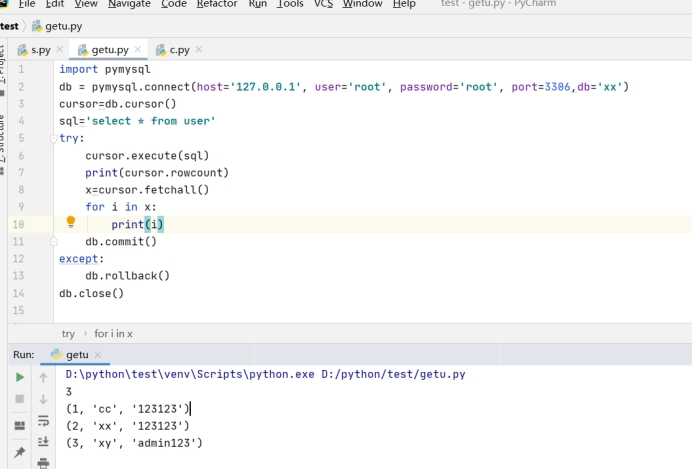 File Edit View Navigate Code Refactor Run Tools VCS Window Help test - getu.py - PyCharm
test getu.py
s.py getu.py c.py
1 import pymysql
2 db = pymysql.connect(host='127.0.0.1', user='root', password='root', port=3306,db='xx')
3 cursor=db.cursor()
4 sql='select * from user'
5 try:
6 cursor.execute(sql)
7 print(cursor.rowcount)
8 x=cursor.fetchall()
9 for i in x:
10 print(i)
11 db.commit()
12 except:
13 db.rollback()
14 db.close()
15
try › for i in x
Run: getu
D:\python\test\venv\Scripts\python.exe D:/python/test/getu.py
3
(1, 'cc', '123123')
(2, 'xx', '123123')
(3, 'xy', 'admin123')